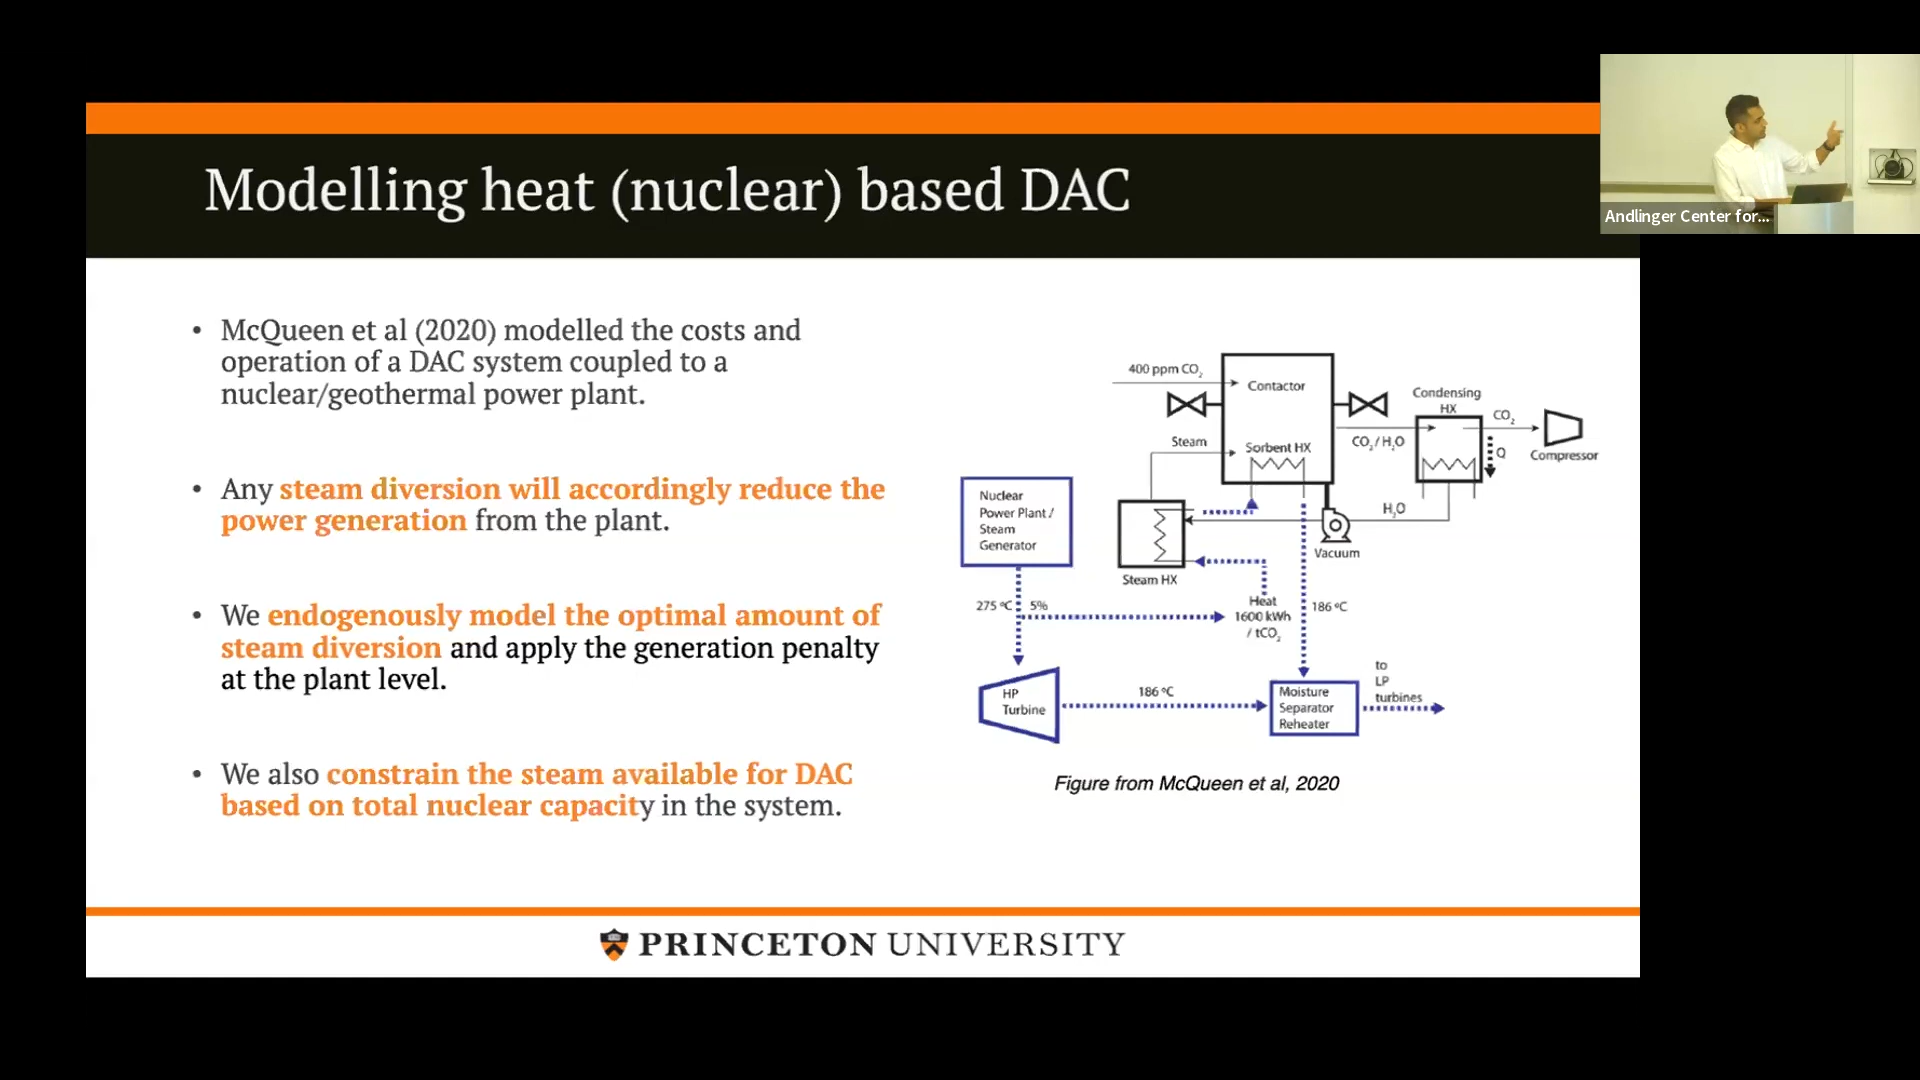 Modelling heat (nuclear) based DAC
Andlinger Center for...
• McQueen et al (2020) modelled the costs and
operation of a DAC system coupled to a
nuclear/geothermal power plant.
• Any steam diversion will accordingly reduce the
power generation from the plant.
• We endogenously model the optimal amount of
steam diversion and apply the generation penalty
at the plant level.
• We also constrain the steam available for DAC
based on total nuclear capacity in the system.
400 ppm CO₂
Contactor
Condensing
HX
CO₂
Steam
Sorbent HX
CO₂/H₂O
Q
Compressor
Nuclear
Power Plant /
Steam
Generator
H₂O
Vacuum
Steam HX
275 ºC
5%
Heat
1600 kWh
/ tCO₂
186 ºC
HP
Turbine
186 ºC
Moisture
Separator
Reheater
to
LP
turbines
Figure from McQueen et al, 2020
PRINCETON UNIVERSITY